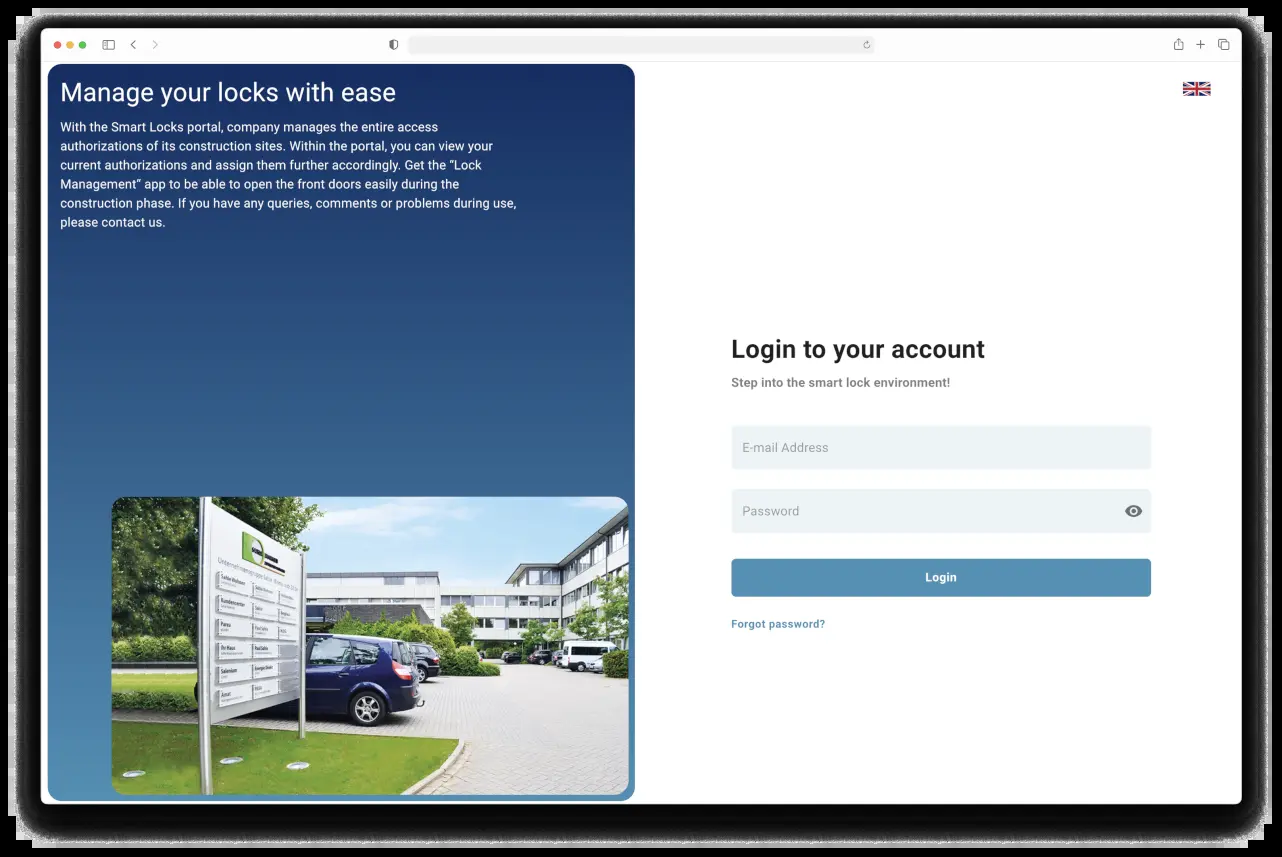 Manage your locks with ease
With the Smart Locks portal, company manages the entire access
authorizations of its construction sites. Within the portal, you can view your
current authorizations and assign them further accordingly. Get the “Lock
Management” app to be able to open the front doors easily during the
construction phase. If you have any queries, comments or problems during use,
please contact us.
Login to your account
Step into the smart lock environment!
E-mail Address
Password
Login
Forgot password?
Kundencenter
Parea
Ihr Haus